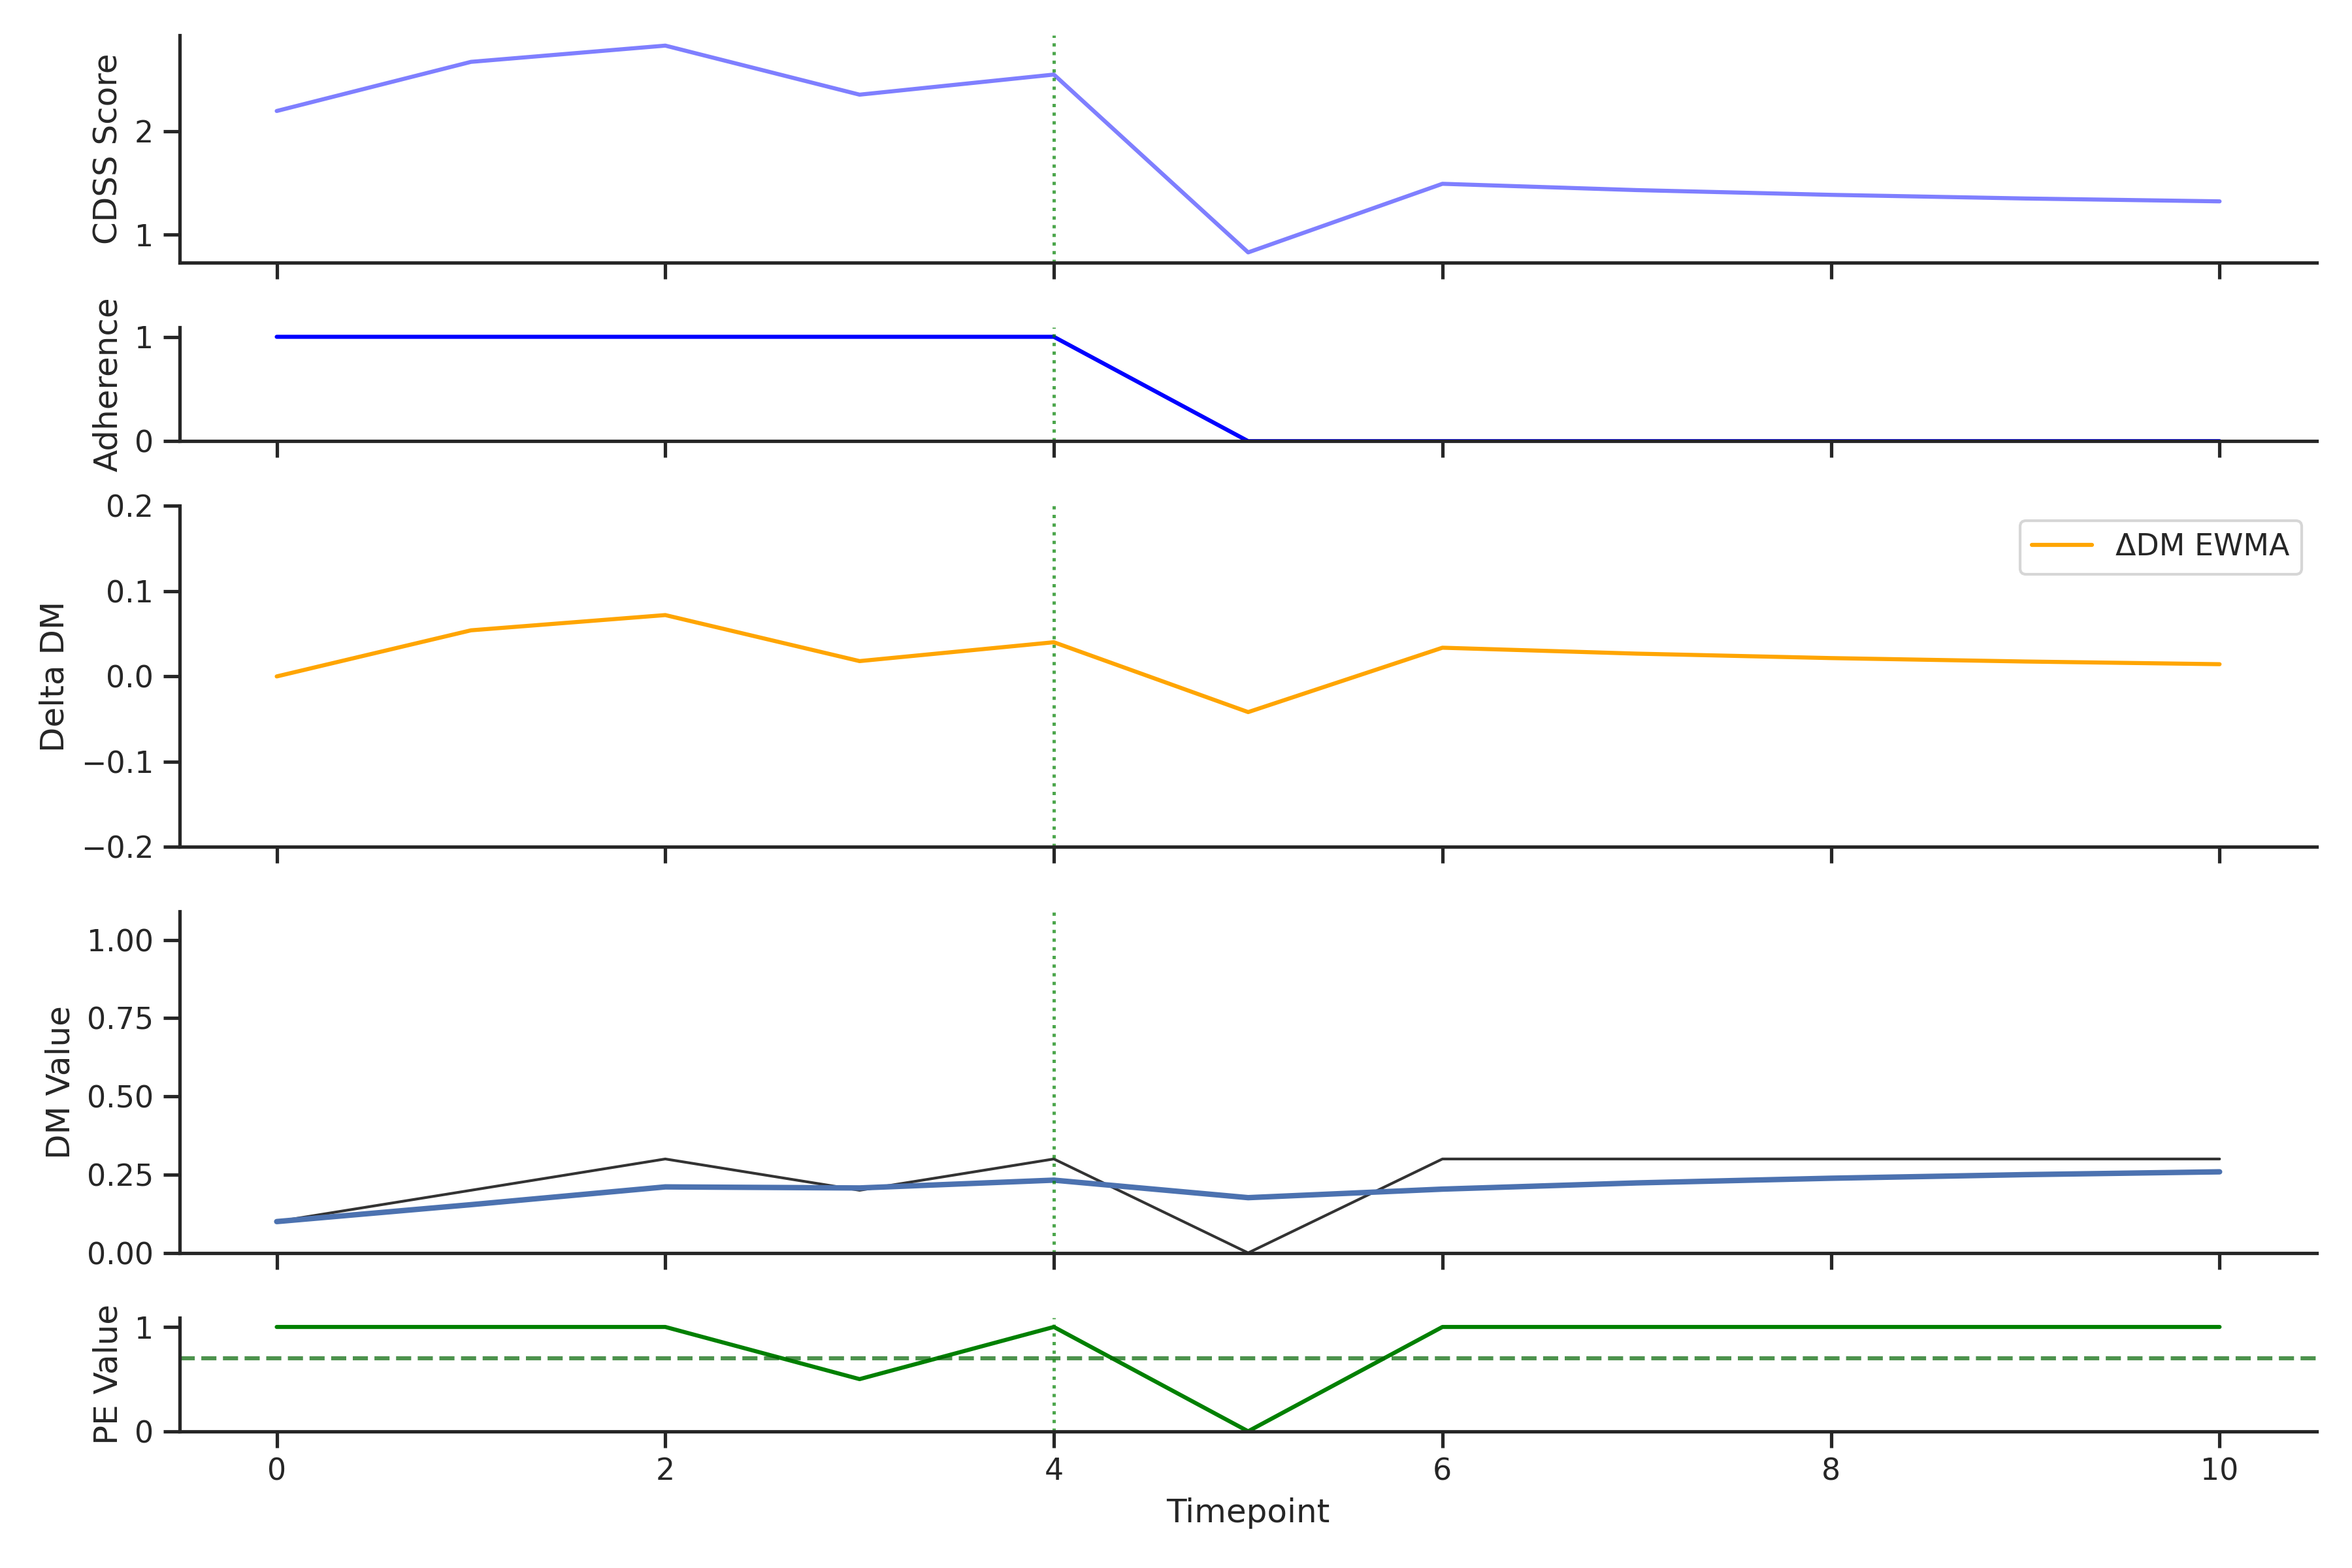 CDSS Score
2
1
Adherence
1
0
Delta DM
0.2
0.1
0.0
−0.1
−0.2
ΔDM EWMA
DM Value
1.00
0.75
0.50
0.25
0.00
PE Value
1
0
0 2 4 6 8 10
Timepoint